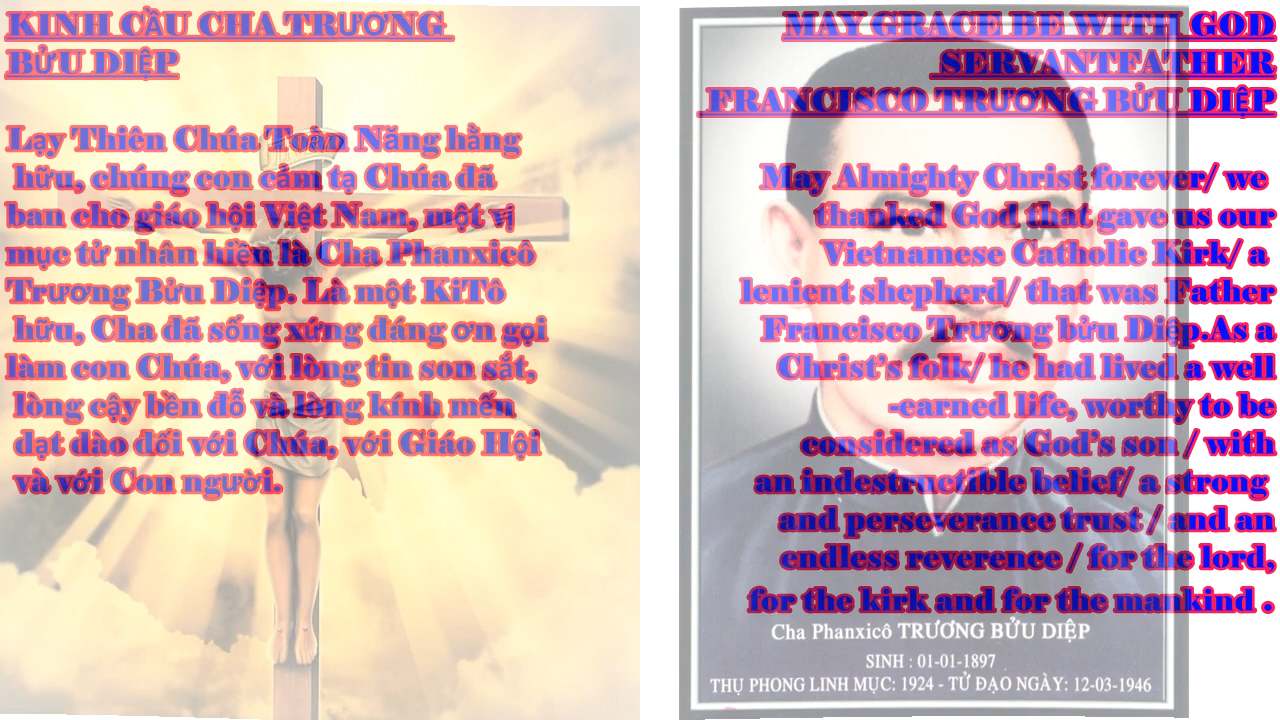 KINH CẦU CHA TRƯƠNG
BỬU DIỆP
Lạy Thiên Chúa Toàn Năng hằng
hữu, chúng con cảm tạ Chúa đã
ban cho giáo hội Việt Nam, một vị
mục tử nhân hiền là Cha Phanxicô
Trương Bửu Diệp. Là một KiTô
hữu, Cha đã sống xứng đáng ơn gọi
làm con Chúa, với lòng tin son sắt,
lòng cậy bền đỗ và lòng kính mến
dạt dào đối với Chúa, với Giáo Hội
và với Con người.
MAY GRACE BE WITH GOD
SERVANTFATHER
FRANCISCO TRƯƠNG BỬU DIỆP
May Almighty Christ forever/ we
thanked God that gave us our
Vietnamese Catholic Kirk/ a
lenient shepherd/ that was Father
Francisco Trương bửu Diệp.As a
Christ's folk/ he had lived a well
-earned life, worthy to be
considered as God's son / with
an indestructible belief/ a strong
and perseverance trust / and an
endless reverence / for the lord,
for the kirk and for the mankind .
Cha Phanxicô TRƯƠNG BỬU DIỆP
SINH : 01-01-1897
THỤ PHONG LINH MỤC: 1924 - TỬ ĐẠO NGÀY: 12-03-1946